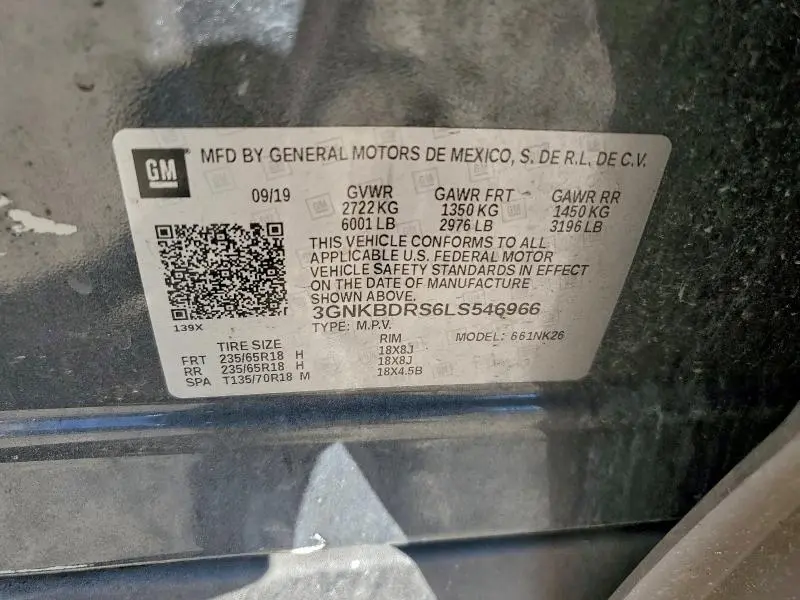 GM MFD BY GENERAL MOTORS DE MEXICO, S. DE R.L. DE C.V.
09/19 GVWR GAWR FRT GAWR RR
2722 KG 1350 KG 1450 KG
6001 LB 2976 LB 3196 LB
THIS VEHICLE CONFORMS TO ALL
APPLICABLE U.S. FEDERAL MOTOR
VEHICLE SAFETY STANDARDS IN EFFECT
ON THE DATE OF MANUFACTURE
SHOWN ABOVE.
3GNKBDRS6LS546966
139X TYPE: M.P.V. MODEL: 661NK26
TIRE SIZE RIM
FRT 235/65R18 H 18X8J
RR 235/65R18 H 18X8J
SPA T135/70R18 M 18X4.5B